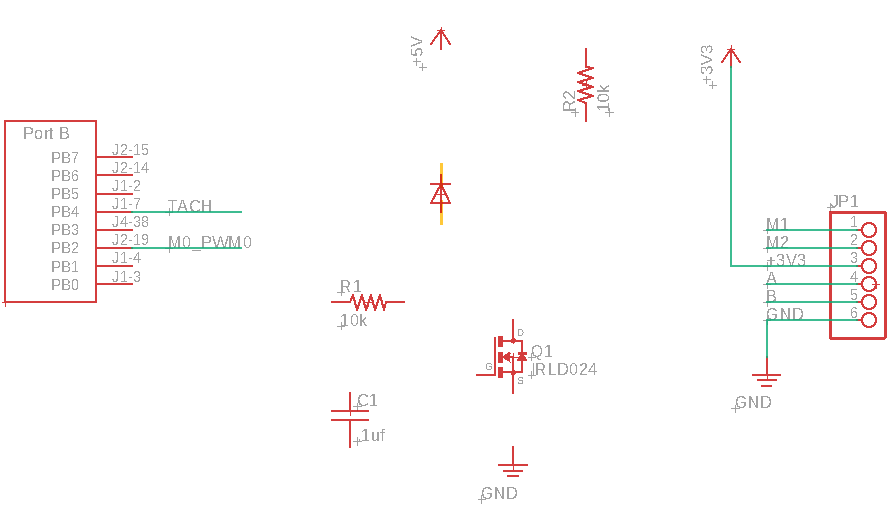 Port B
PB7 J2-15
PB6 J2-14
PB5 J1-2
PB4 J1-7 TACH
PB3 J4-38
PB2 J2-19 M0_PWM0
PB1 J1-4
PB0 J1-3
+5V
R2
10k
+3V3
JP1
M1 1
M2 2
+3V3 3
A 4
B 5
GND 6
GND
R1
10k
C1
.1uf
D
G
S
Q1
IRLD024
GND